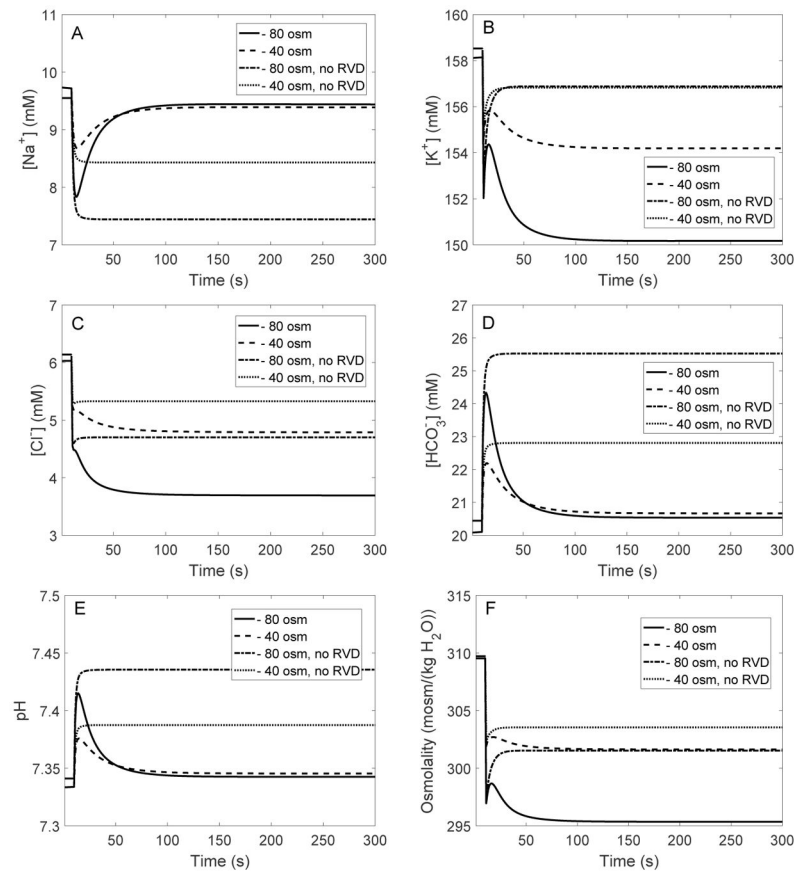 A
- 80 osm
- 40 osm
- 80 osm, no RVD
- 40 osm, no RVD
11
10
9
8
7
[Na⁺] (mM)
50 100 150 200 250 300
Time (s)
B
- 80 osm
- 40 osm
- 80 osm, no RVD
- 40 osm, no RVD
160
158
156
154
152
150
[K⁺] (mM)
50 100 150 200 250 300
Time (s)
C
- 80 osm
- 40 osm
- 80 osm, no RVD
- 40 osm, no RVD
7
6
5
4
3
[Cl⁻] (mM)
50 100 150 200 250 300
Time (s)
D
- 80 osm
- 40 osm
- 80 osm, no RVD
- 40 osm, no RVD
27
26
25
24
23
22
21
20
[HCO₃⁻] (mM)
50 100 150 200 250 300
Time (s)
E
- 80 osm
- 40 osm
- 80 osm, no RVD
- 40 osm, no RVD
7.5
7.45
7.4
7.35
7.3
pH
50 100 150 200 250 300
Time (s)
F
- 80 osm
- 40 osm
- 80 osm, no RVD
- 40 osm, no RVD
315
310
305
300
295
Osmolality (mosm/(kg H₂O))
50 100 150 200 250 300
Time (s)